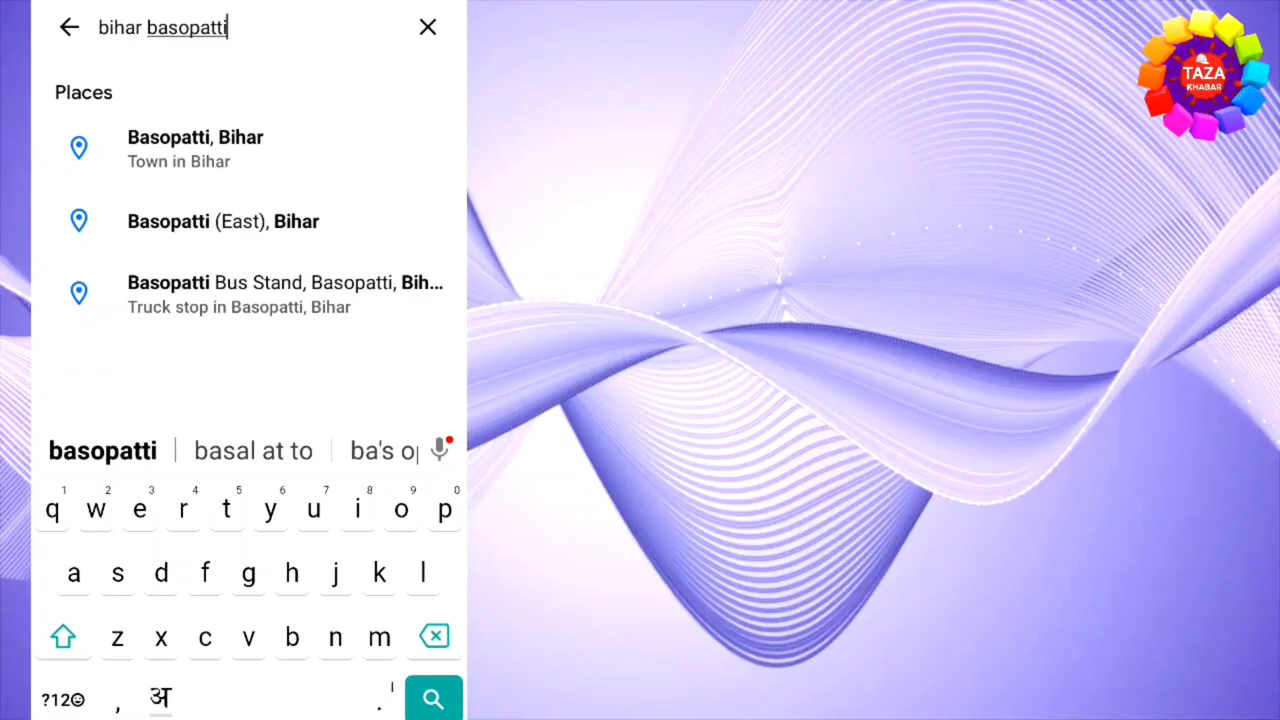 bihar basopatti
Places
Basopatti, Bihar
Town in Bihar
Basopatti (East), Bihar
Basopatti Bus Stand, Basopatti, Bih...
Truck stop in Basopatti, Bihar
basopatti basal at to ba's o
1 2 3 4 5 6 7 8 9 0
q w e r t y u i o p
a s d f g h j k l
z x c v b n m
?12 , अ .
TAZA
KHABAR